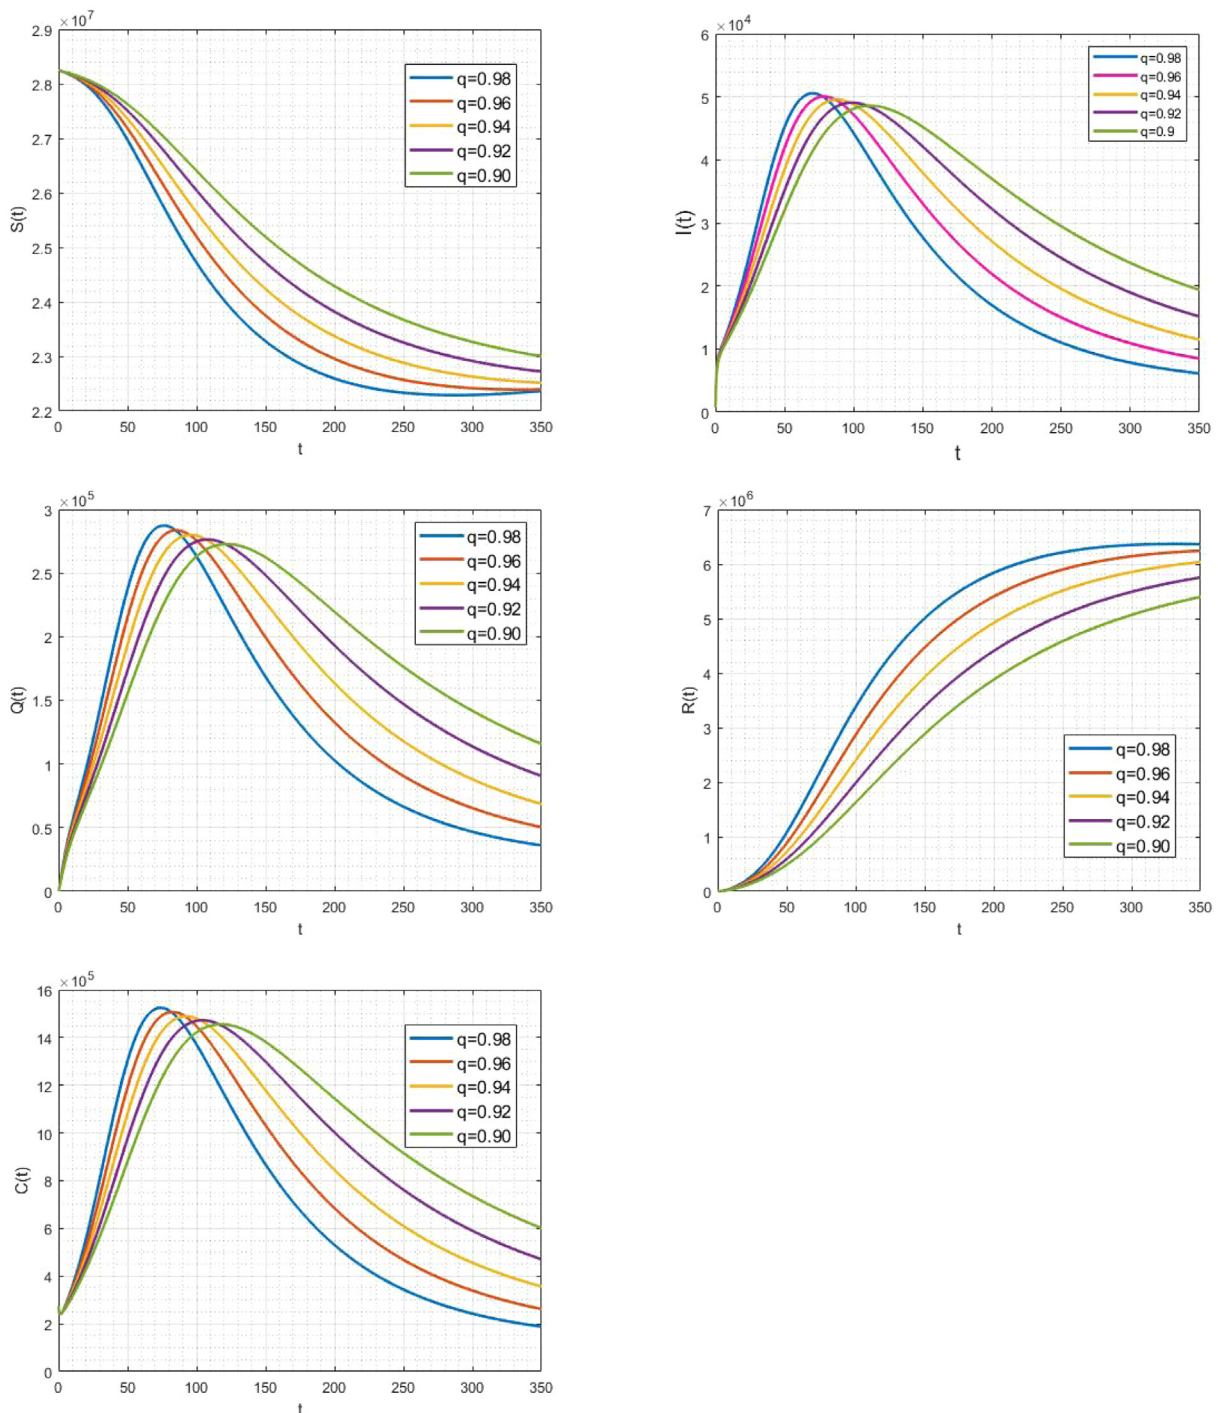 ×10^7
2.9
2.8
2.7
2.6
2.5
2.4
2.3
2.2
S(t)
0 50 100 150 200 250 300 350
t
q=0.98
q=0.96
q=0.94
q=0.92
q=0.90
×10^4
6
5
4
3
2
1
0
I(t)
0 50 100 150 200 250 300 350
t
q=0.98
q=0.96
q=0.94
q=0.92
q=0.9
×10^5
3
2.5
2
1.5
1
0.5
0
Q(t)
0 50 100 150 200 250 300 350
t
q=0.98
q=0.96
q=0.94
q=0.92
q=0.90
×10^6
7
6
5
4
3
2
1
0
R(t)
0 50 100 150 200 250 300 350
t
q=0.98
q=0.96
q=0.94
q=0.92
q=0.90
×10^5
16
14
12
10
8
6
4
2
0
C(t)
0 50 100 150 200 250 300 350
t
q=0.98
q=0.96
q=0.94
q=0.92
q=0.90